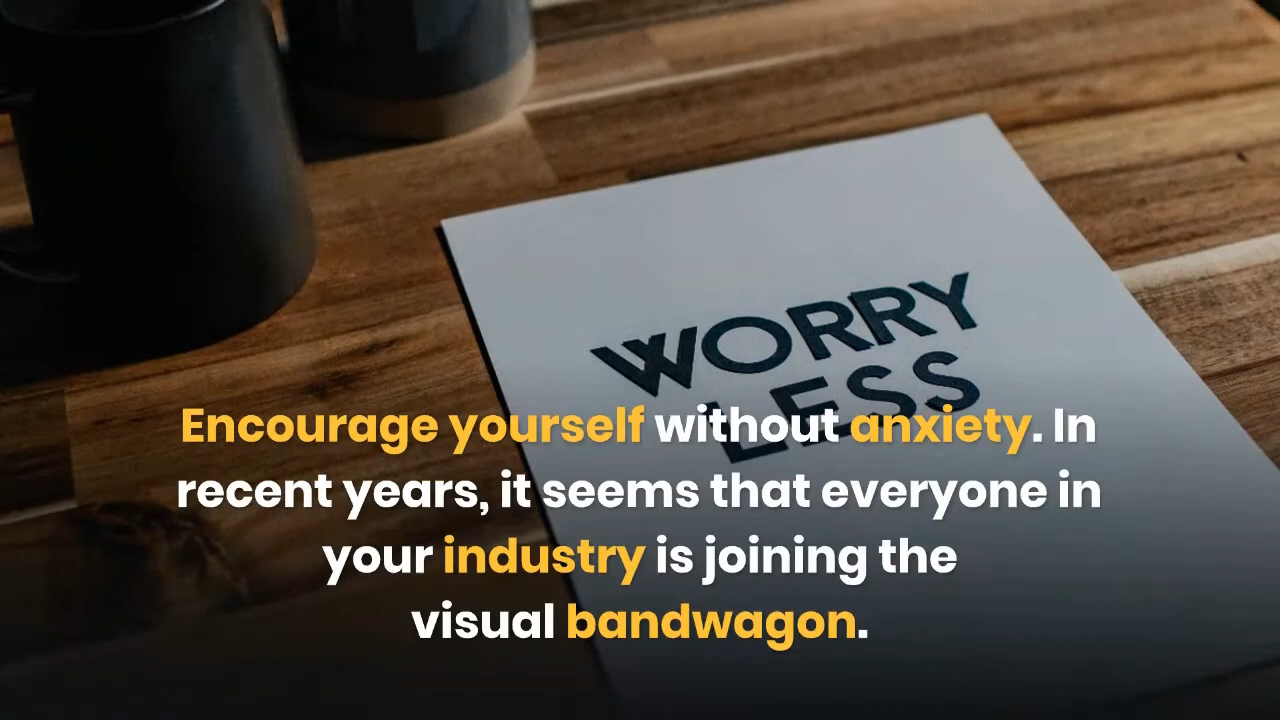 WORRY
LESS
Encourage yourself without anxiety. In
recent years, it seems that everyone in
your industry is joining the
visual bandwagon.